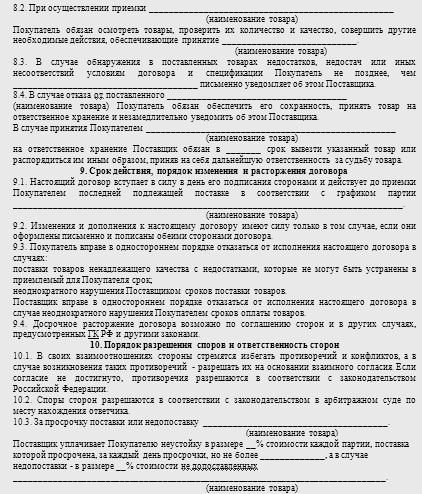 8.2. При осуществлении приемки ________________________________________________
(наименование товара)
Покупатель обязан осмотреть товары, проверить их количество и качество, совершить другие
необходимые действия, обеспечивающие принятие ___________________________.
(наименование товара)
8.3. В случае обнаружения в поставленных товарах недостатков, недостач или иных
несоответствий условиям договора и спецификации Покупатель не позднее, чем
____________________________________ письменно уведомляет об этом Поставщика.
8.4. В случае отказа от поставленного ___________________________________
(наименование товара) Покупатель обязан обеспечить его сохранность, принять товар на
ответственное хранение и незамедлительно уведомить об этом Поставщика.
В случае принятия Покупателем _________________________________________________
(наименование товара)
на ответственное хранение Поставщик обязан в _______ срок вывезти указанный товар или
распорядиться им иным образом, приняв на себя дальнейшую ответственность за судьбу товара.
9. Срок действия, порядок изменения и расторжения договора
9.1. Настоящий договор вступает в силу в день его подписания сторонами и действует до приемки
Покупателем последней подлежащей поставке в соответствии с графиком партии
____________________________________________________________________________.
(наименование товара)
9.2. Изменения и дополнения к настоящему договору имеют силу только в том случае, если они
оформлены письменно и пописаны обеими сторонами договора.
9.3. Покупатель вправе в одностороннем порядке отказаться от исполнения настоящего договора в
случаях:
поставки товаров ненадлежащего качества с недостатками, которые не могут быть устранены в
приемлемый для Покупателя срок;
неоднократного нарушения Поставщиком сроков поставки товаров.
Поставщик вправе в одностороннем порядке отказаться от исполнения настоящего договора в
случае неоднократного нарушения Покупателем сроков оплаты товаров.
9.4. Досрочное расторжение договора возможно по соглашению сторон и в других случаях,
предусмотренных ГК РФ и другими законами.
10. Порядок разрешения споров и ответственность сторон
10.1. В своих взаимоотношениях стороны стремятся избегать противоречий и конфликтов, а в
случае возникновения таких противоречий - разрешать их на основании взаимного согласия. Если
согласие не достигнуто, противоречия разрешаются в соответствии с законодательством
Российской Федерации.
10.2. Споры сторон разрешаются в соответствии с законодательством в арбитражном суде по
месту нахождения ответчика.
10.3. За просрочку поставки или недопоставку ____________________________________.
(наименование товара)
Поставщик уплачивает Покупателю неустойку в размере __% стоимости каждой партии, поставка
которой просрочена, за каждый день просрочки, но не более _____________, а в случае
недопоставки - в размере __% стоимости не допоставленных
_________________________________________________________________________.
(наименование товара)